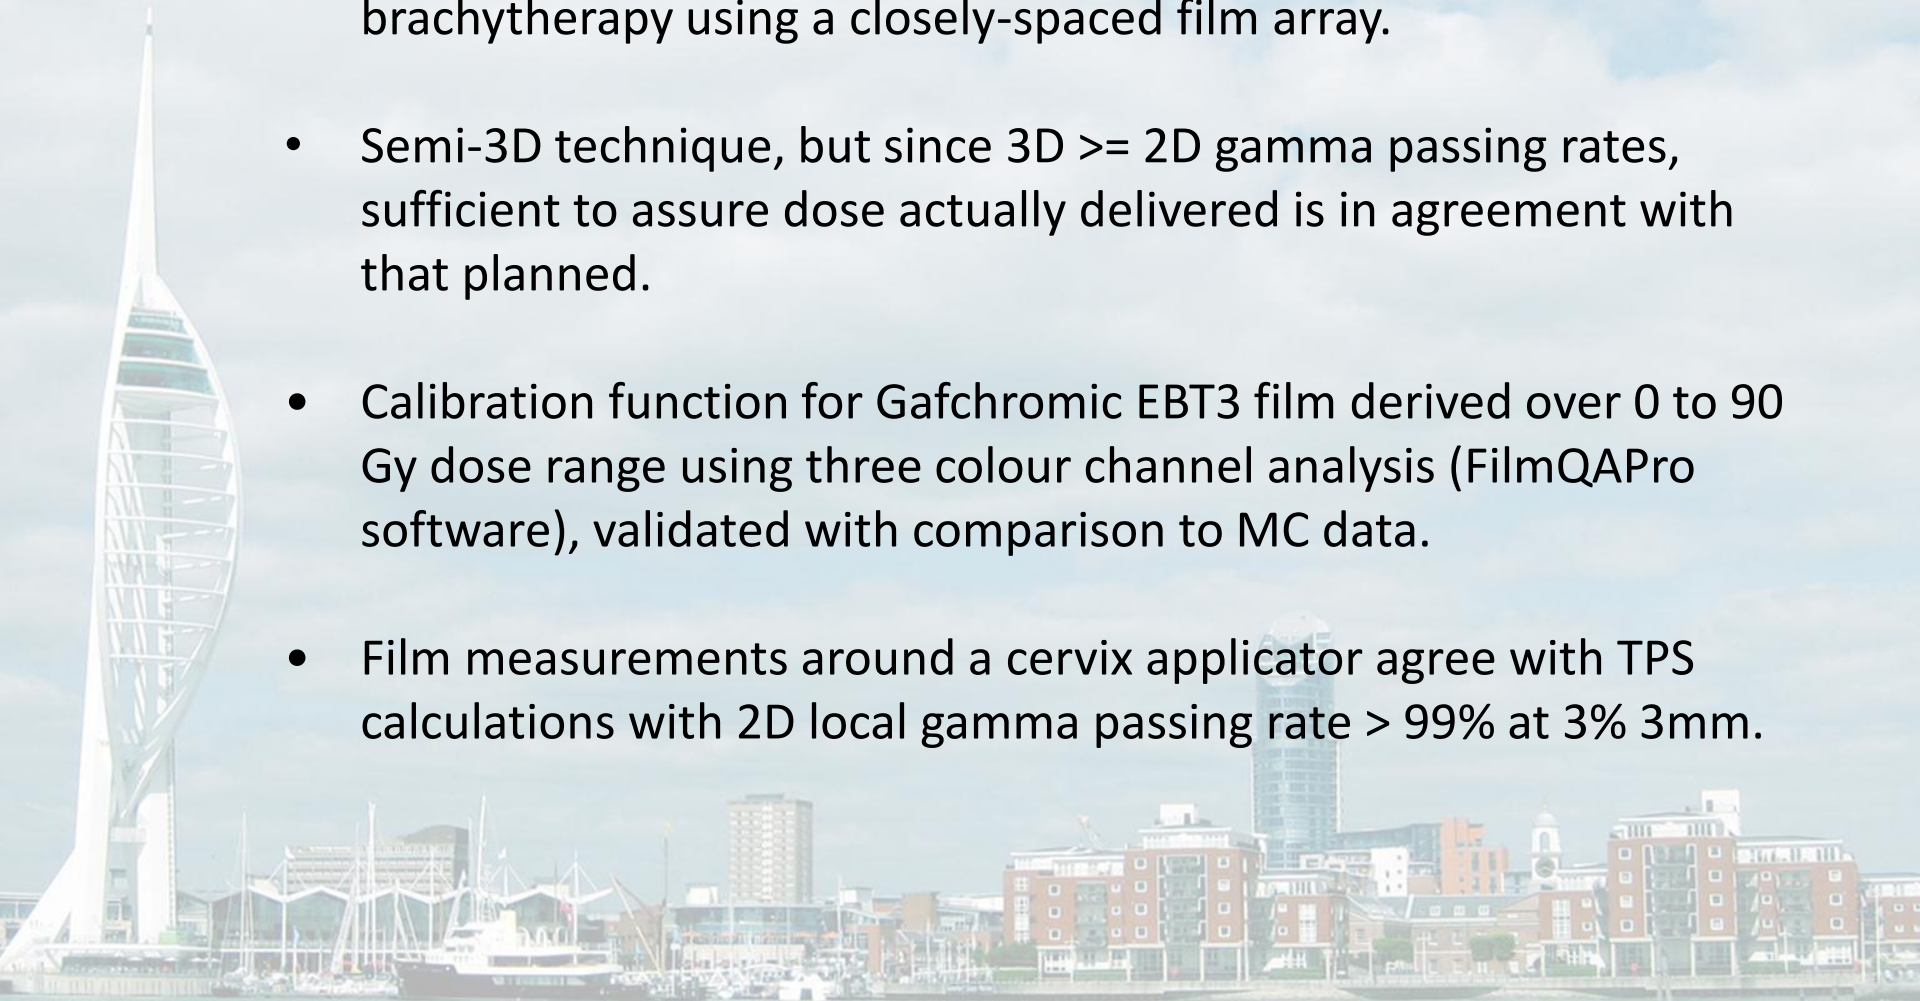 brachytherapy using a closely-spaced film array.
• Semi-3D technique, but since 3D >= 2D gamma passing rates,
sufficient to assure dose actually delivered is in agreement with
that planned.
• Calibration function for Gafchromic EBT3 film derived over 0 to 90
Gy dose range using three colour channel analysis (FilmQAPro
software), validated with comparison to MC data.
• Film measurements around a cervix applicator agree with TPS
calculations with 2D local gamma passing rate > 99% at 3% 3mm.